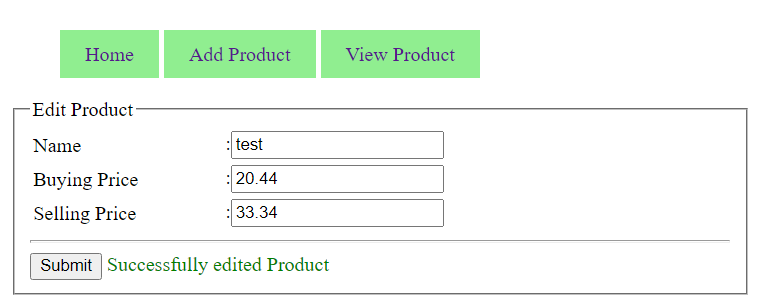 Home Add Product View Product
Edit Product
Name :test
Buying Price :20.44
Selling Price :33.34
Submit Successfully edited Product